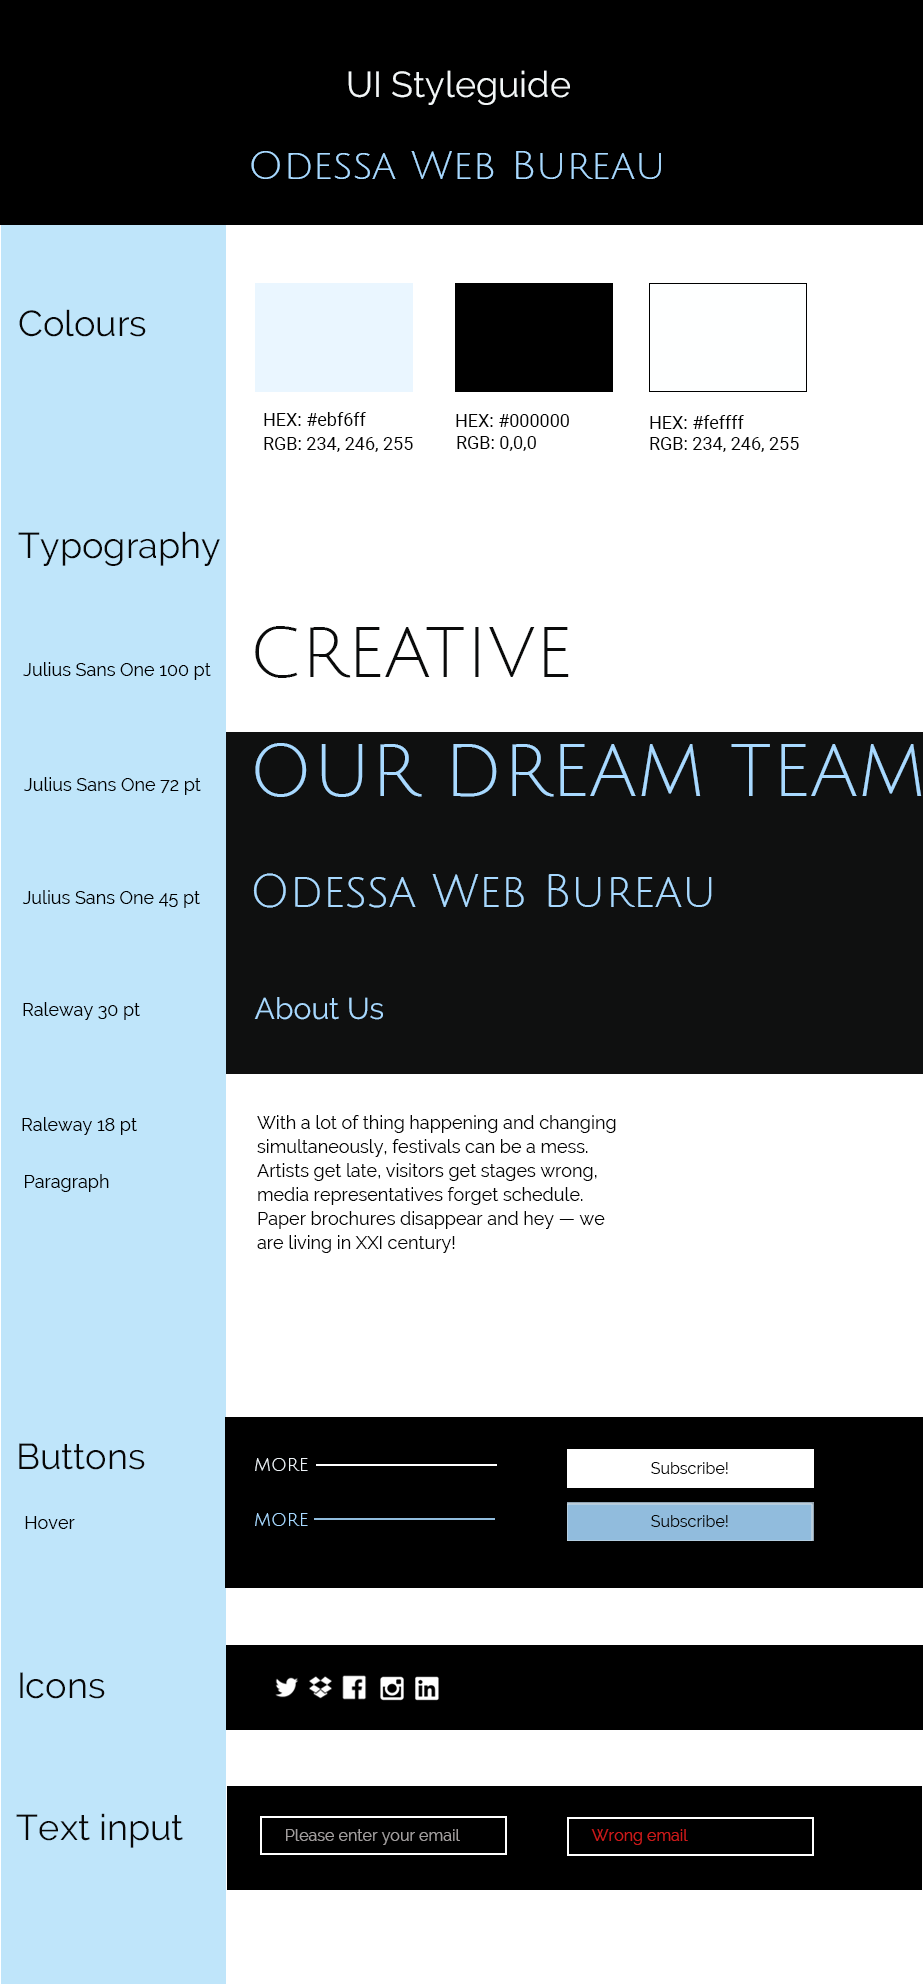 UI Styleguide
Odessa Web Bureau
Colours
HEX: #ebf6ff
RGB: 234, 246, 255
HEX: #000000
RGB: 0,0,0
HEX: #feffff
RGB: 234, 246, 255
Typography
Julius Sans One 100 pt
CREATIVE
Julius Sans One 72 pt
OUR DREAM TEAM
Julius Sans One 45 pt
Odessa Web Bureau
Raleway 30 pt
About Us
Raleway 18 pt
Paragraph
With a lot of thing happening and changing
simultaneously, festivals can be a mess.
Artists get late, visitors get stages wrong,
media representatives forget schedule.
Paper brochures disappear and hey — we
are living in XXI century!
Buttons
MORE
Subscribe!
Hover
MORE
Subscribe!
Icons
Text input
Please enter your email
Wrong email